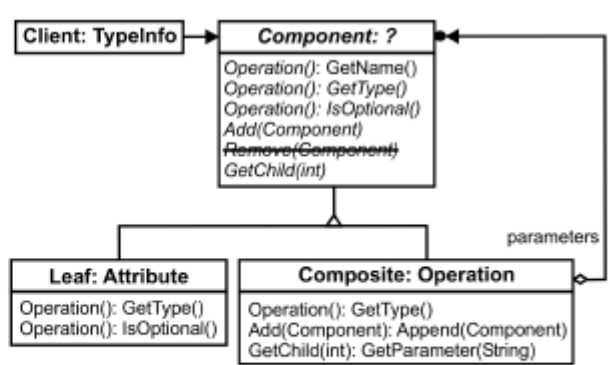 Client: TypeInfo
Component: ?
Operation(): GetName()
Operation(): GetType()
Operation(): IsOptional()
Add(Component)
Remove(Component)
GetChild(int)
parameters
Leaf: Attribute
Operation(): GetType()
Operation(): IsOptional()
Composite: Operation
Operation(): GetType()
Add(Component): Append(Component)
GetChild(int): GetParameter(String)